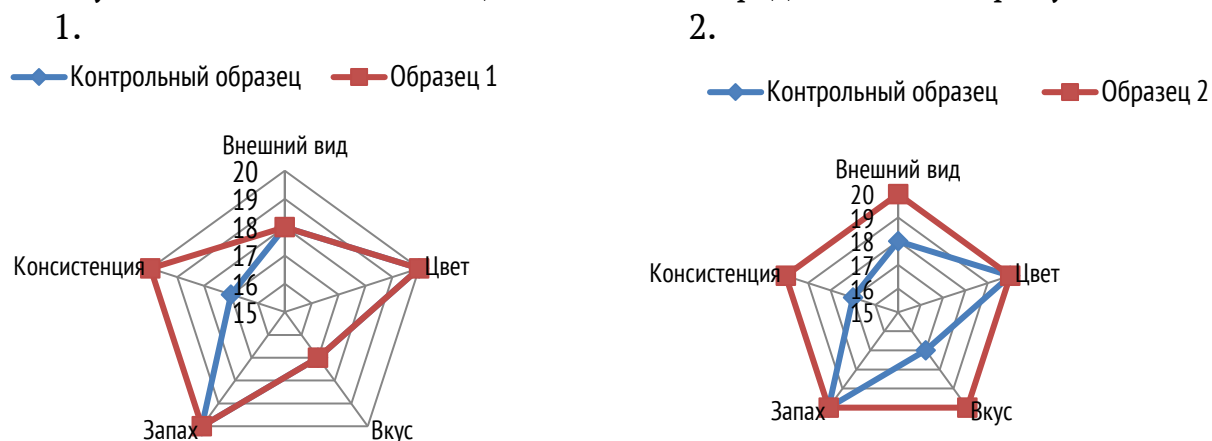 1.
Контрольный образец Образец 1
Внешний вид
20
19
18
17
16
15
Консистенция
Цвет
Запах
Вкус
2.
Контрольный образец Образец 2
Внешний вид
20
19
18
17
16
15
Консистенция
Цвет
Запах
Вкус